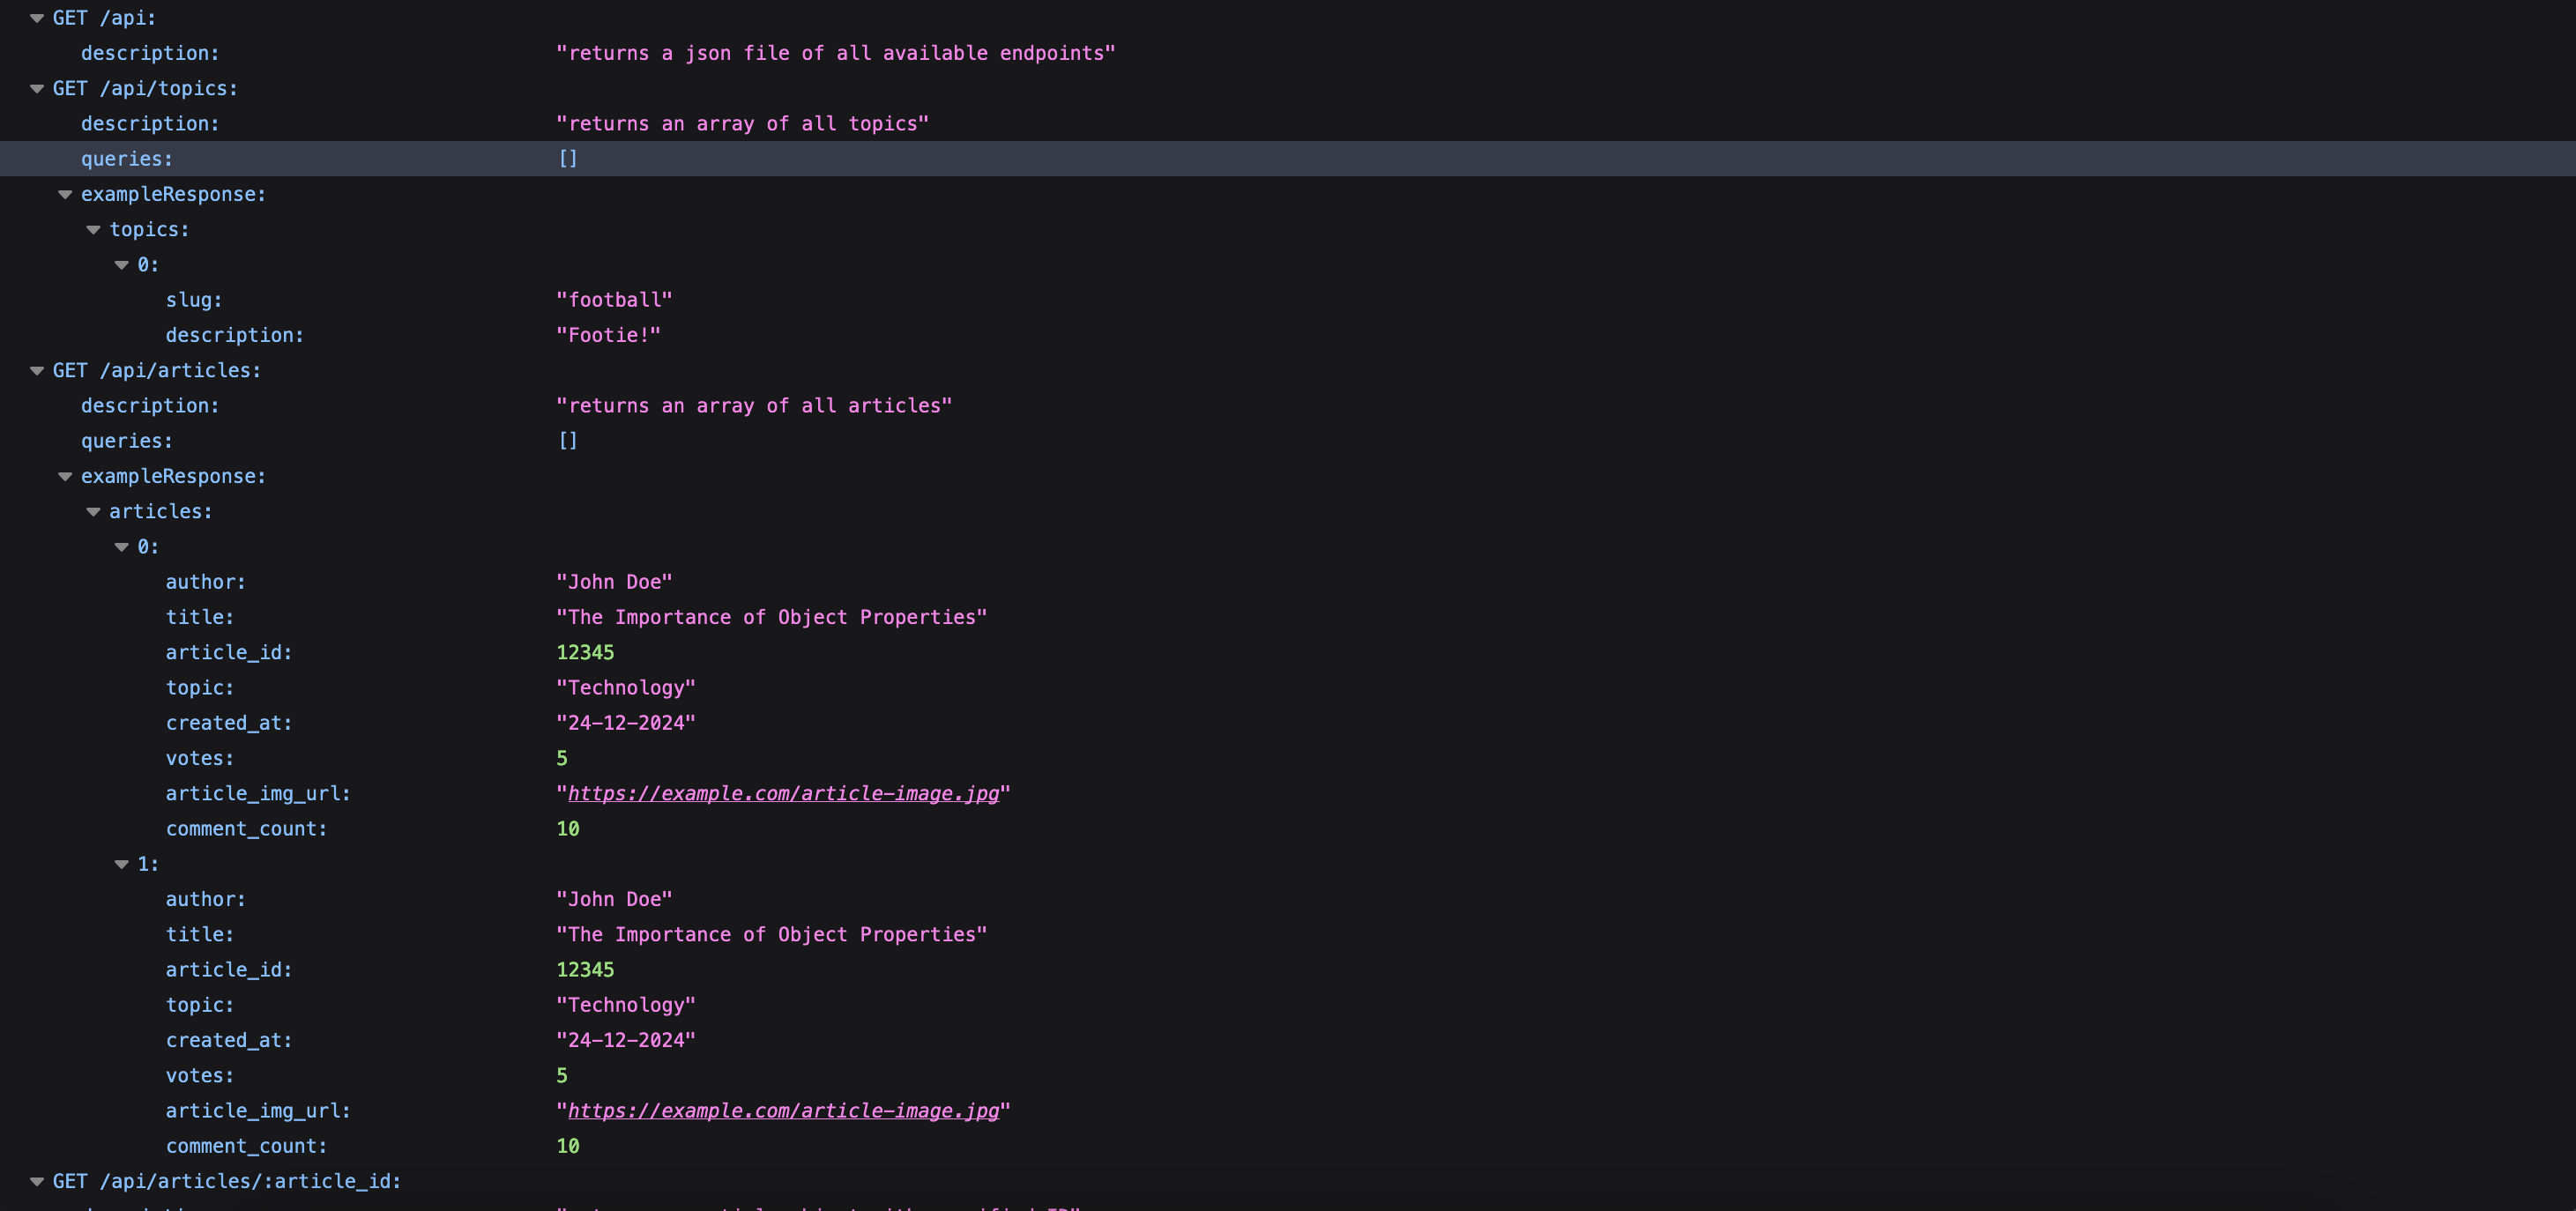 GET /api:
description: "returns a json file of all available endpoints"
GET /api/topics:
description: "returns an array of all topics"
queries: []
exampleResponse:
topics:
0:
slug: "football"
description: "Footie!"
GET /api/articles:
description: "returns an array of all articles"
queries: []
exampleResponse:
articles:
0:
author: "John Doe"
title: "The Importance of Object Properties"
article_id: 12345
topic: "Technology"
created_at: "24-12-2024"
votes: 5
article_img_url: "https://example.com/article-image.jpg"
comment_count: 10
1:
author: "John Doe"
title: "The Importance of Object Properties"
article_id: 12345
topic: "Technology"
created_at: "24-12-2024"
votes: 5
article_img_url: "https://example.com/article-image.jpg"
comment_count: 10
GET /api/articles/:article_id: